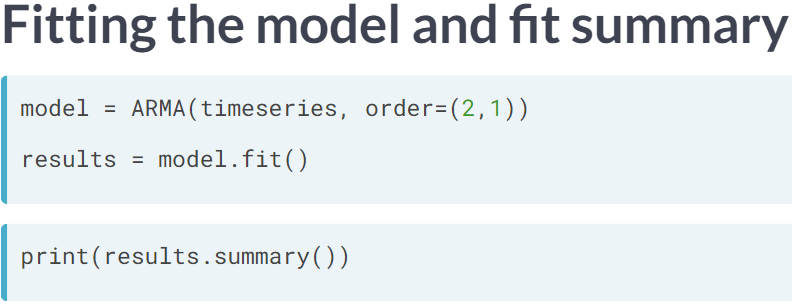 Fitting the model and fit summary
model = ARMA(timeseries, order=(2,1))
results = model.fit()
print(results.summary())